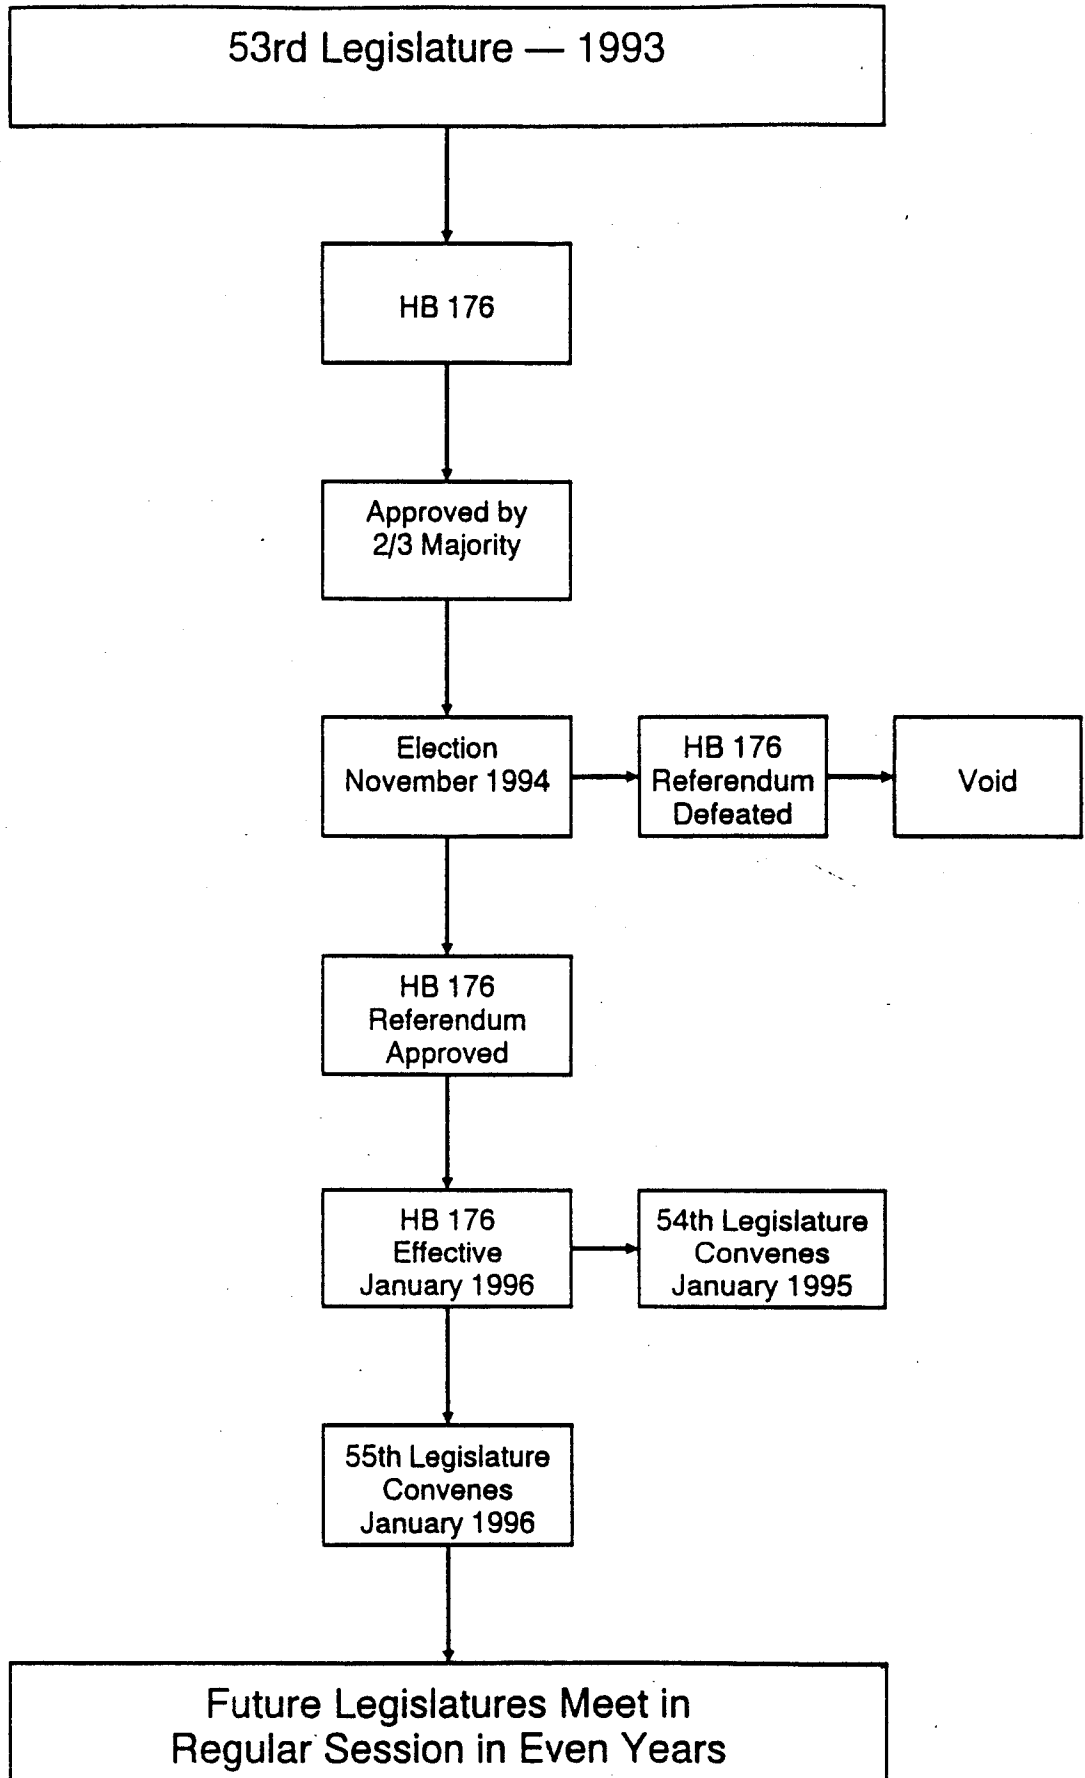 53rd Legislature — 1993
HB 176
Approved by
2/3 Majority
Election
November 1994
HB 176
Referendum
Defeated
Void
HB 176
Referendum
Approved
HB 176
Effective
January 1996
54th Legislature
Convenes
January 1995
55th Legislature
Convenes
January 1996
Future Legislatures Meet in
Regular Session in Even Years